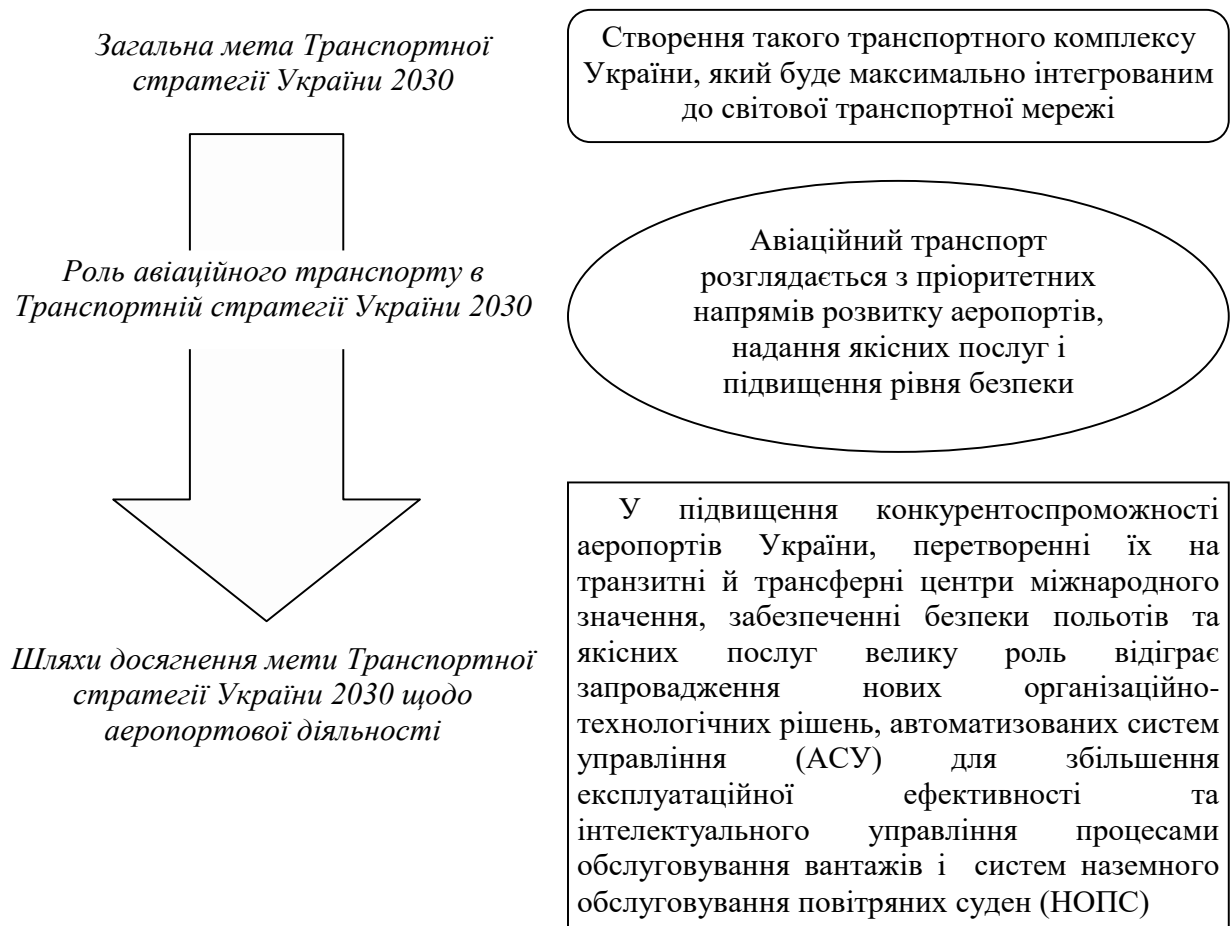 Загальна мета Транспортної
стратегії України 2030
Створення такого транспортного комплексу
України, який буде максимально інтегрованим
до світової транспортної мережі
Роль авіаційного транспорту в
Транспортній стратегії України 2030
Авіаційний транспорт
розглядається з пріоритетних
напрямів розвитку аеропортів,
надання якісних послуг і
підвищення рівня безпеки
Шляхи досягнення мети Транспортної
стратегії України 2030 щодо
аеропортової діяльності
У підвищення конкурентоспроможності
аеропортів України, перетворенні їх на
транзитні й трансферні центри міжнародного
значення, забезпеченні безпеки польотів та
якісних послуг велику роль відіграє
запровадження нових організаційно-
технологічних рішень, автоматизованих систем
управління (АСУ) для збільшення
експлуатаційної ефективності та
інтелектуального управління процесами
обслуговування вантажів і систем наземного
обслуговування повітряних суден (НОПС)